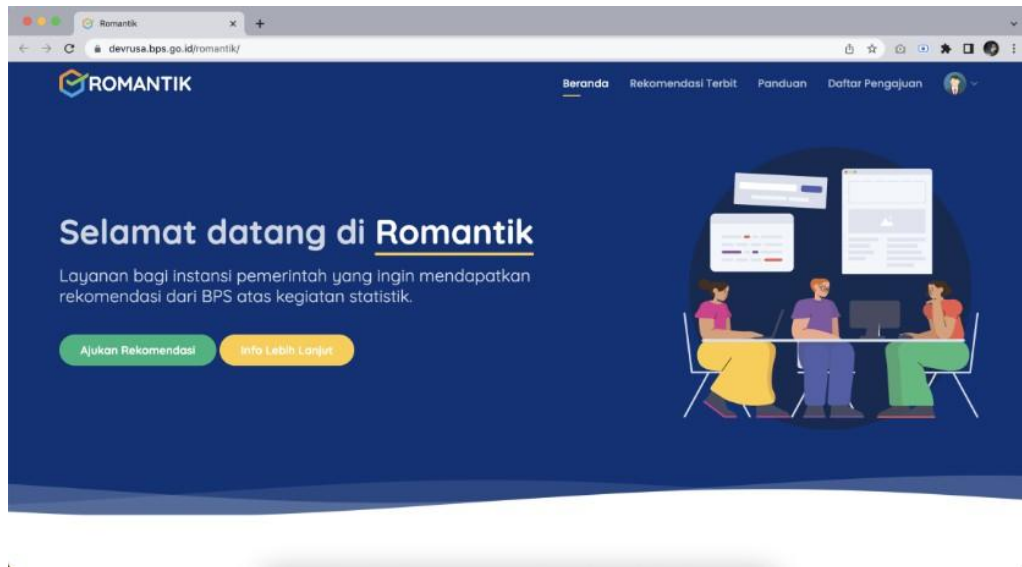 Romantik
devrusa.bps.go.id/romantik/
ROMANTIK
Beranda Rekomendasi Terbit Panduan Daftar Pengajuan
Selamat datang di Romantik
Layanan bagi instansi pemerintah yang ingin mendapatkan
rekomendasi dari BPS atas kegiatan statistik.
Ajukan Rekomendasi Info Lebih Lanjut